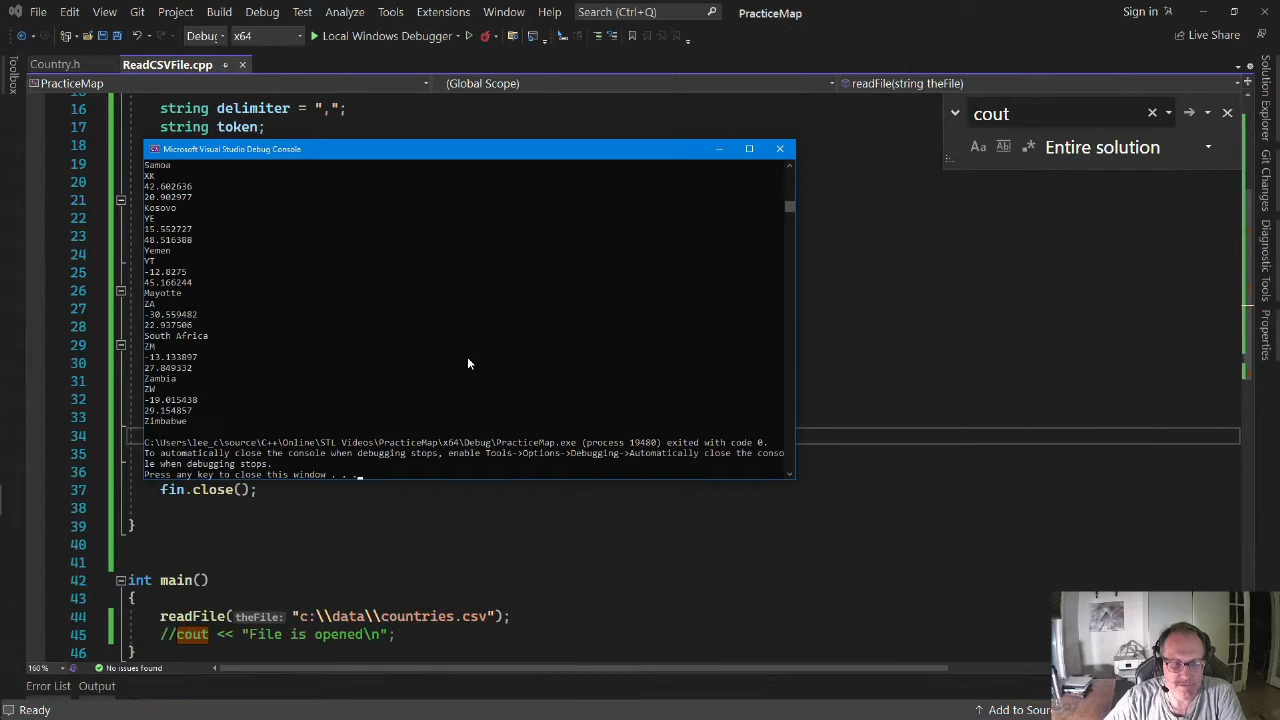 File Edit View Git Project Build Debug Test Analyze Tools Extensions Window Help Search (Ctrl+Q) PracticeMap Sign in
Debug x64 Local Windows Debugger Live Share
Country.h ReadCSVFile.cpp
PracticeMap (Global Scope) readFile(string theFile)
cout
Aa Entire solution
Toolbox
Solution Explorer
Git Changes
Diagnostic Tools
Properties
16 string delimiter = ",";
17 string token;
18
19
20
21
22
23
24
25
26
27
28
29
30
31
32
33
34
35
36
37 fin.close();
38
39 }
40
41
42 int main()
43 {
44 readFile(theFile: "c:\\data\\countries.csv");
45 //cout << "File is opened\n";
46 }
Microsoft Visual Studio Debug Console
Samoa
XK
42.602636
20.902977
Kosovo
YE
15.552727
48.516388
Yemen
YT
-12.8275
45.166244
Mayotte
ZA
-30.559482
22.937506
South Africa
ZM
-13.133897
27.849332
Zambia
ZW
-19.015438
29.154857
Zimbabwe
C:\Users\lee_c\source\C++\Online\STL Videos\PracticeMap\x64\Debug\PracticeMap.exe (process 19480) exited with code 0.
To automatically close the console when debugging stops, enable Tools->Options->Debugging->Automatically close the conso
le when debugging stops.
Press any key to close this window . . .
160 % No issues found
Error List Output
Ready Add to Sour